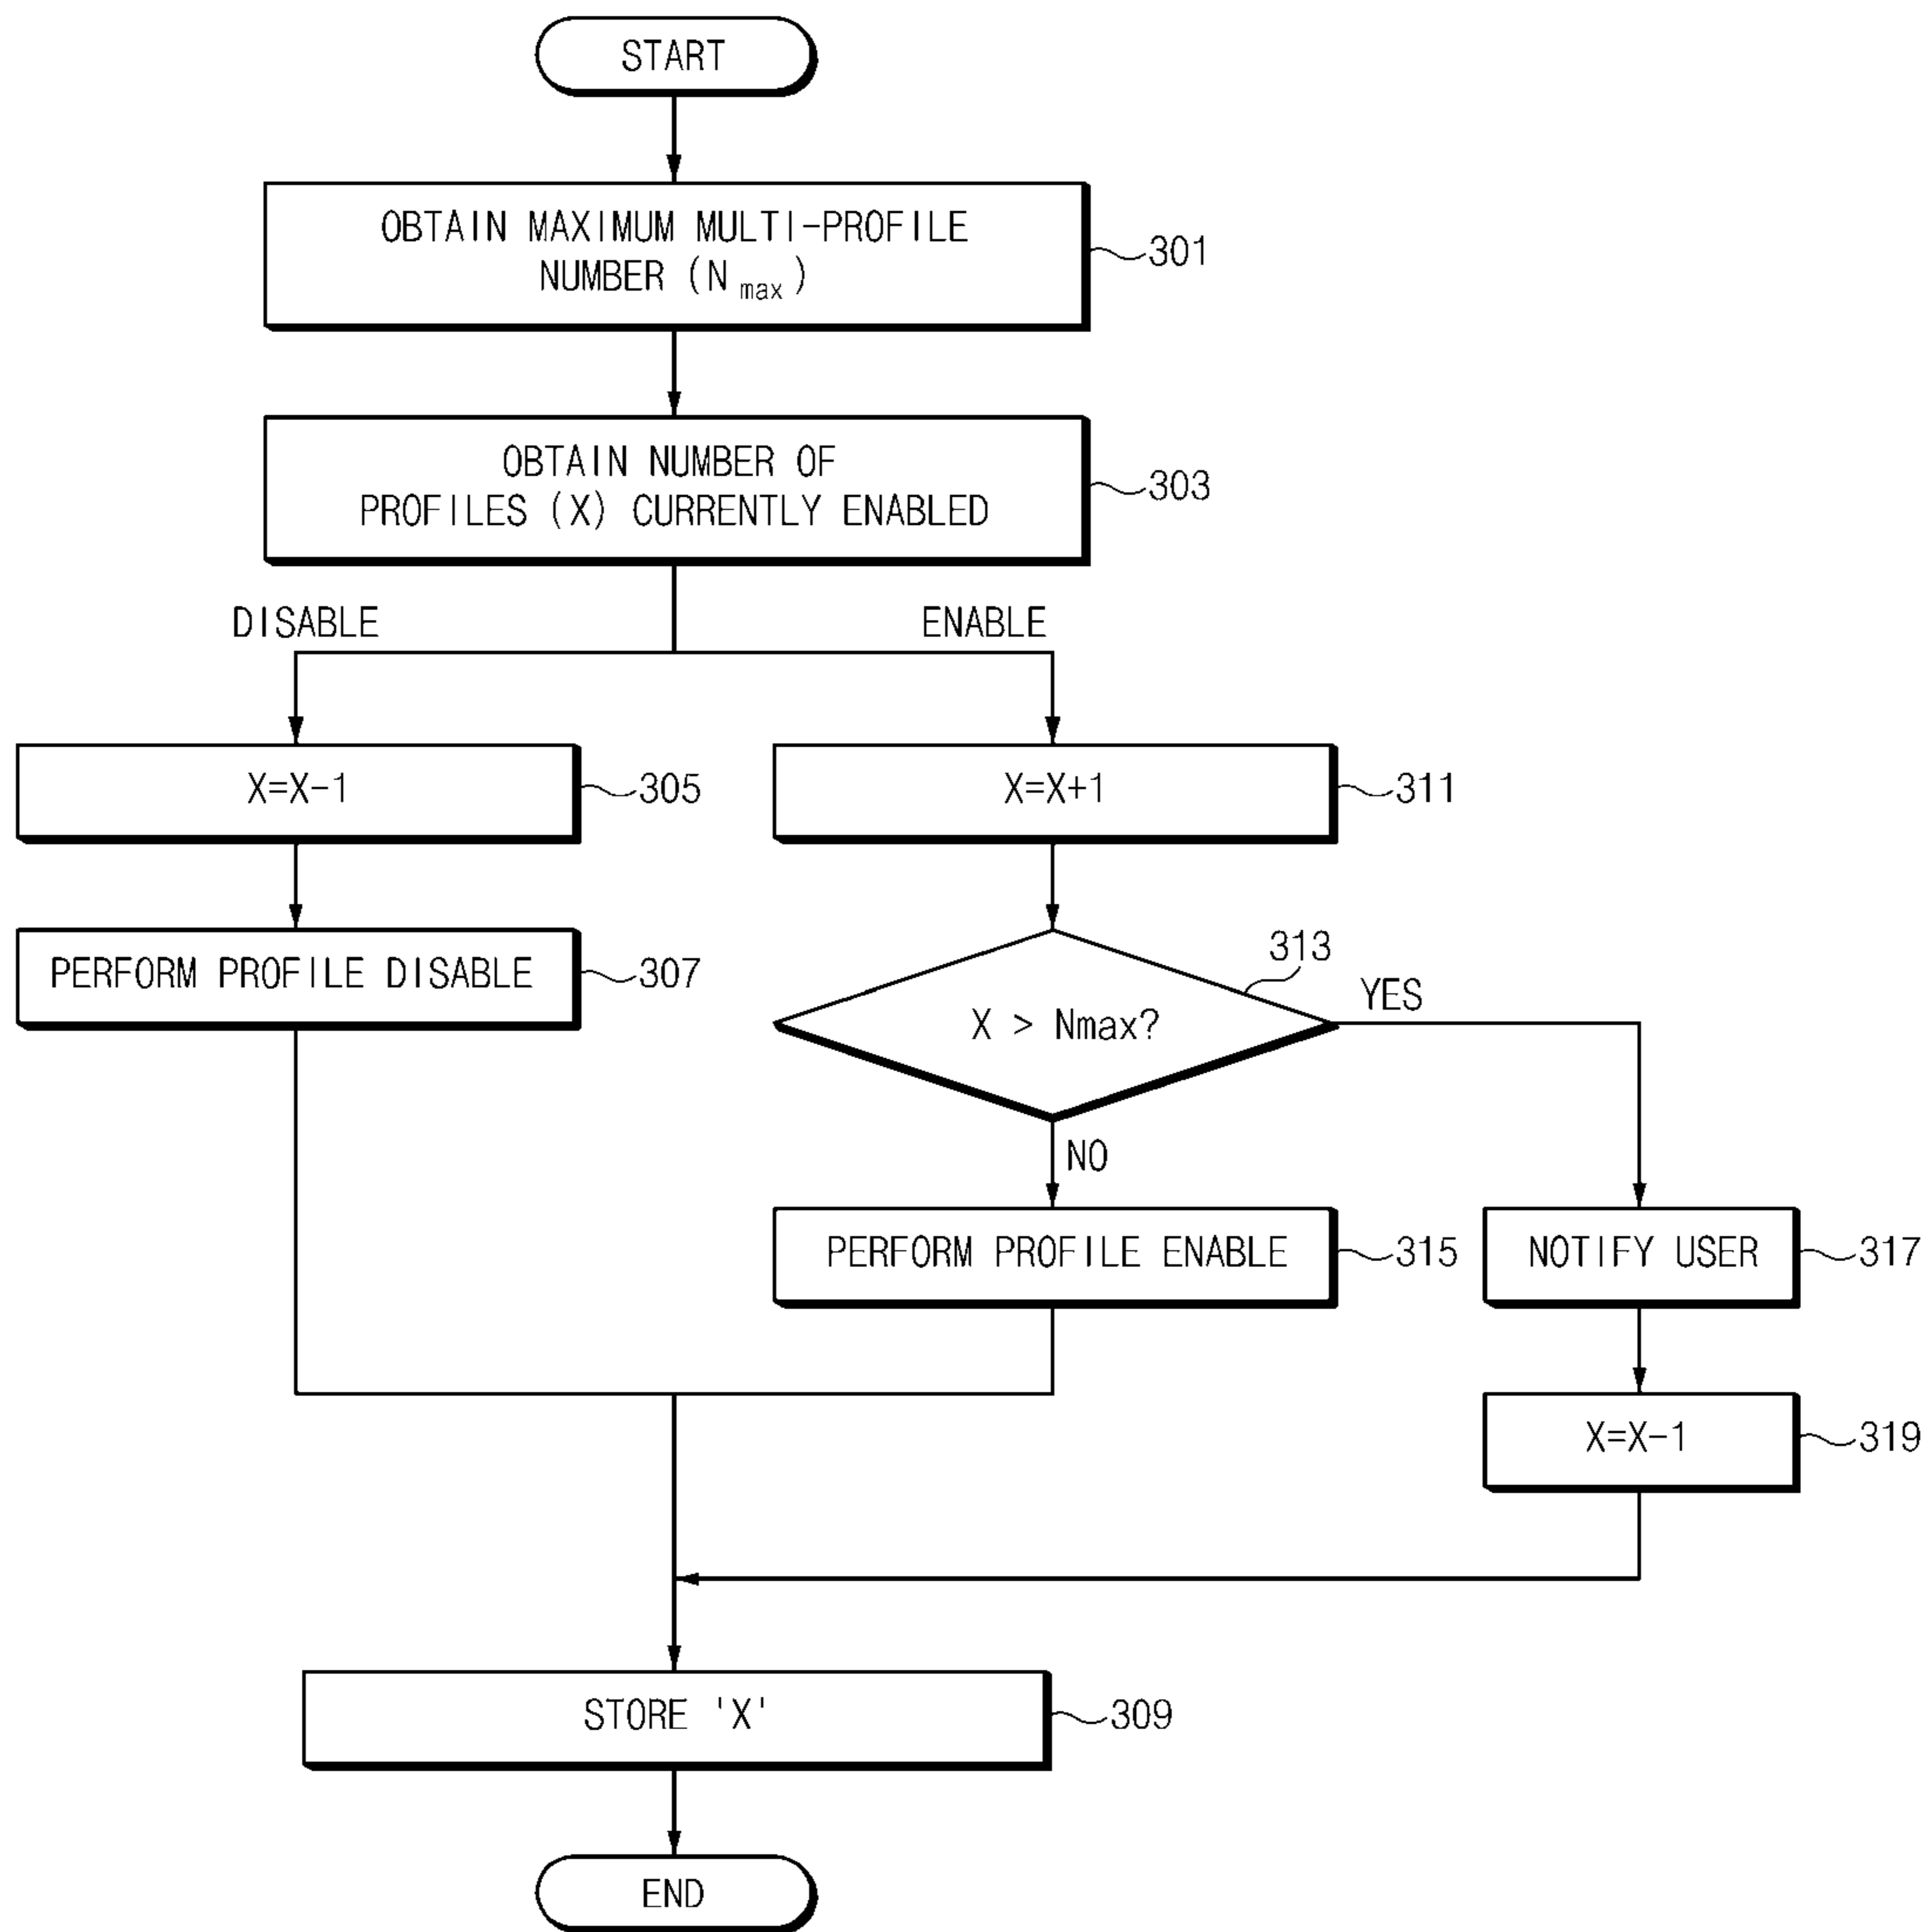 START
OBTAIN MAXIMUM MULTI-PROFILE
NUMBER (Nmax)
301
OBTAIN NUMBER OF
PROFILES (X) CURRENTLY ENABLED
303
DISABLE
ENABLE
X=X-1
305
X=X+1
311
PERFORM PROFILE DISABLE
307
313
X > Nmax?
YES
NO
PERFORM PROFILE ENABLE
315
NOTIFY USER
317
X=X-1
319
STORE 'X'
309
END